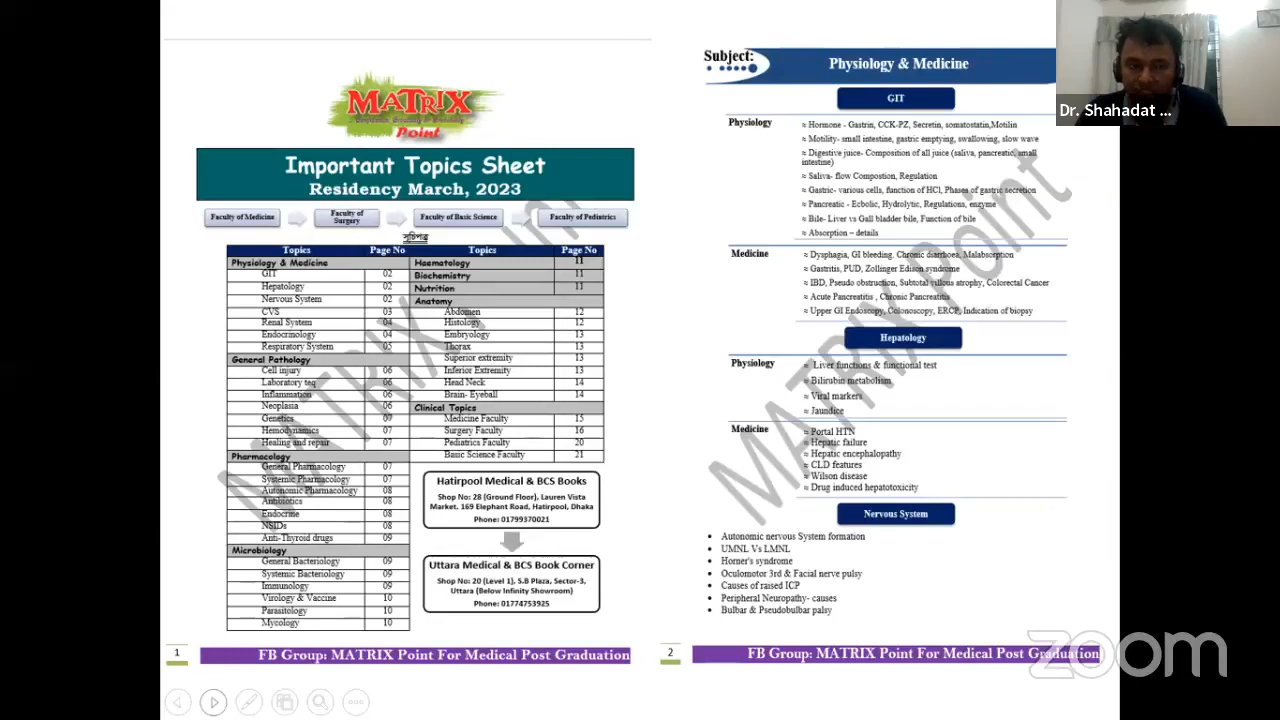 MATRIX
Point
Important Topics Sheet
Residency March, 2023
Faculty of Medicine
Faculty of Surgery
Faculty of Basic Science
Faculty of Pediatrics
সূচিপত্র
Topics Page No Topics Page No
Physiology & Medicine
GIT 02
Hepatology 02
Nervous System 02
CVS 03
Renal System 04
Endocrinology 04
Respiratory System 05
General Pathology
Cell injury 06
Laboratory teq 06
Inflammation 06
Neoplasia 06
Genetics 07
Hemodynamics 07
Healing and repair 07
Pharmacology
General Pharmacology 07
Systemic Pharmacology 07
Autonomic Pharmacology 08
Antibiotics 08
Endocrine 08
NSIDs 08
Anti-Thyroid drugs 09
Microbiology
General Bacteriology 09
Systemic Bacteriology 09
Immunology 09
Virology & Vaccine 10
Parasitology 10
Mycology 10
Haematology 11
Biochemistry 11
Nutrition 11
Anatomy
Abdomen 12
Histology 12
Embryology 13
Thorax 13
Superior extremity 13
Inferior Extremity 13
Head Neck 14
Brain- Eyeball 14
Clinical Topics
Medicine Faculty 15
Surgery Faculty 16
Pediatrics Faculty 20
Basic Science Faculty 21
Hatirpool Medical & BCS Books
Shop No: 28 (Ground Floor), Lauren Vista
Market. 169 Elephant Road, Hatirpool, Dhaka
Phone: 01799370021
Uttara Medical & BCS Book Corner
Shop No: 20 (Level 1), S.B Plaza, Sector-3,
Uttara (Below Infinity Showroom)
Phone: 01774753925
1
FB Group: MATRIX Point For Medical Post Graduation
Subject:
Physiology & Medicine
GIT
Physiology
≈ Hormone - Gastrin, CCK-PZ, Secretin, somatostatin,Motilin
≈ Motility- small intestine, gastric emptying, swallowing, slow wave
≈ Digestive juice- Composition of all juice (saliva, pancreatic, small
intestine)
≈ Saliva- flow Compostion, Regulation
≈ Gastric- various cells, function of HCl, Phases of gastric secretion
≈ Pancreatic - Ecbolic, Hydrolytic, Regulations, enzyme
≈ Bile- Liver vs Gall bladder bile, Function of bile
≈ Absorption – details
Medicine
≈ Dysphagia, GI bleeding, Chronic diarrhoea, Malabsorption
≈ Gastritis, PUD, Zollinger Edison syndrome
≈ IBD, Pseudo obstruction, Subtotal villous atrophy, Colorectal Cancer
≈ Acute Pancreatitis , Chronic Pancreatitis
≈ Upper GI Endoscopy, Colonoscopy, ERCP, Indication of biopsy
Hepatology
Physiology
≈ Liver functions & functional test
≈ Bilirubin metabolism
≈ Viral markers
≈ Jaundice
Medicine
≈ Portal HTN
≈ Hepatic failure
≈ Hepatic encephalopathy
≈ CLD features
≈ Wilson disease
≈ Drug induced hepatotoxicity
Nervous System
• Autonomic nervous System formation
• UMNL Vs LMNL
• Horner's syndrome
• Oculomotor 3rd & Facial nerve pulsy
• Causes of raised ICP
• Peripheral Neuropathy- causes
• Bulbar & Pseudobulbar palsy
2
FB Group: MATRIX Point For Medical Post Graduation
MATRIX Point
Dr. Shahadat ...
zoom